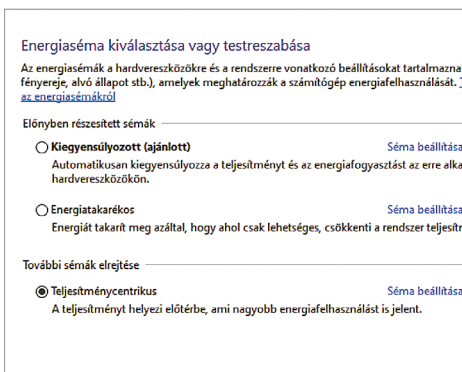 Energiaséma kiválasztása vagy testreszabása
Az energiasémák a hardvereszközökre és a rendszerre vonatkozó beállításokat tartalmazna
fényereje, alvó állapot stb.), amelyek meghatározzák a számítógép energiafelhasználását.
az energiasémákról
Előnyben részesített sémák
Kiegyensúlyozott (ajánlott) Séma beállítása
Automatikusan kiegyensúlyozza a teljesítményt és az energiafogyasztást az erre alka
hardvereszközökön.
Energiatakarékos Séma beállítása
Energiát takarít meg azáltal, hogy ahol csak lehetséges, csökkenti a rendszer teljesítr
További sémák elrejtése
Teljesítménycentrikus Séma beállítása
A teljesítményt helyezi előtérbe, ami nagyobb energiafelhasználást is jelent.